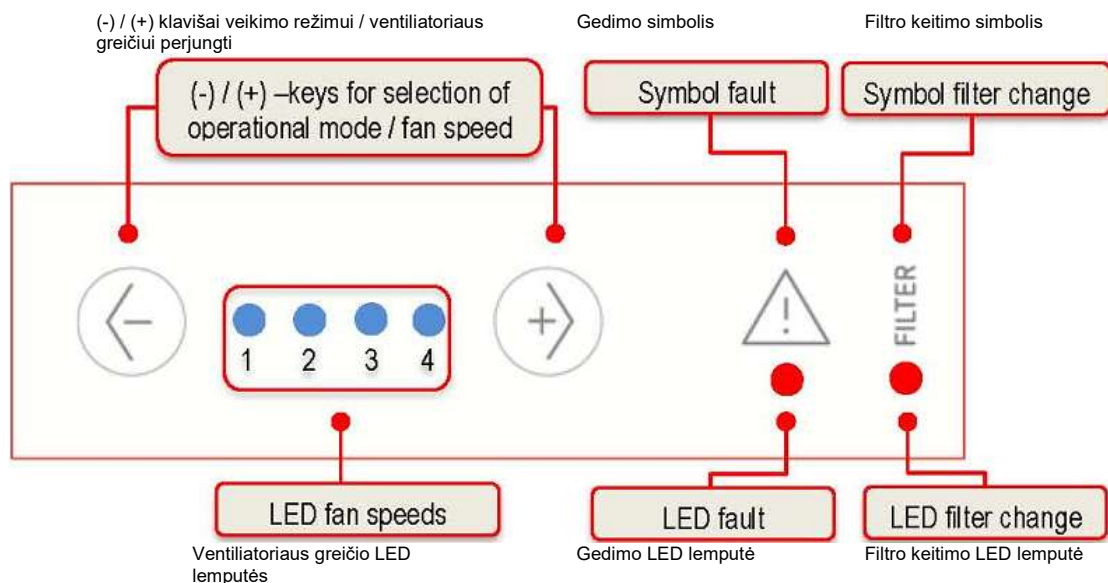 (-) / (+) klavišai veikimo režimui / ventiliatoriaus
greičiui perjungti
Gedimo simbolis
Filtro keitimo simbolis
(-) / (+) –keys for selection of
operational mode / fan speed
Symbol fault
Symbol filter change
-
1 2 3 4
+
!
FILTER
LED fan speeds
LED fault
LED filter change
Ventiliatoriaus greičio LED
lemputės
Gedimo LED lemputė
Filtro keitimo LED lemputė